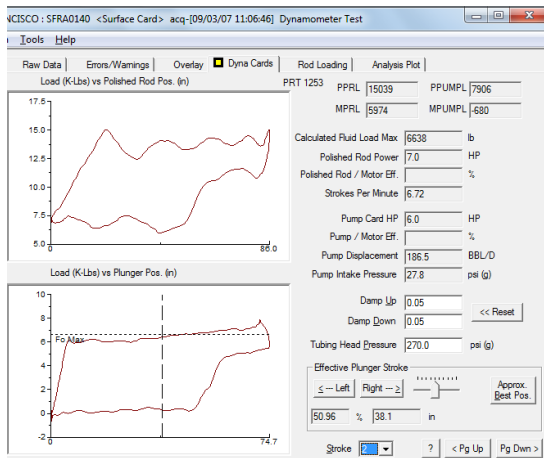 NCISCO : SFRA0140 <Surface Card> acq-[09/03/07 11:06:46] Dynamometer Test
Tools Help
Raw Data Errors/Warnings Overlay Dyna Cards Rod Loading Analysis Plot
Load (K-Lbs) vs Polished Rod Pos. (in)
17.5
15.0
12.5
10.0
7.5
5.0
0
86.0
Load (K-Lbs) vs Plunger Pos. (in)
10
8
6
4
2
0
-2
Fo Max
0
74.7
PRT 1253 PPRL 15039 PPUMPL 7906
MPRL 5974 MPUMPL -680
Calculated Fluid Load Max 6638 lb
Polished Rod Power 7.0 HP
Polished Rod / Motor Eff. %
Strokes Per Minute 6.72
Pump Card HP 6.0 HP
Pump / Motor Eff. %
Pump Displacement 186.5 BBL/D
Pump Intake Pressure 27.8 psi (g)
Damp Up 0.05
Damp Down 0.05
<< Reset
Tubing Head Pressure 270.0 psi (g)
Effective Plunger Stroke
< --- Left Right --- > Approx. Best Pos.
50.96 % 38.1 in
Stroke 2 ? < Pg Up Pg Dwn >